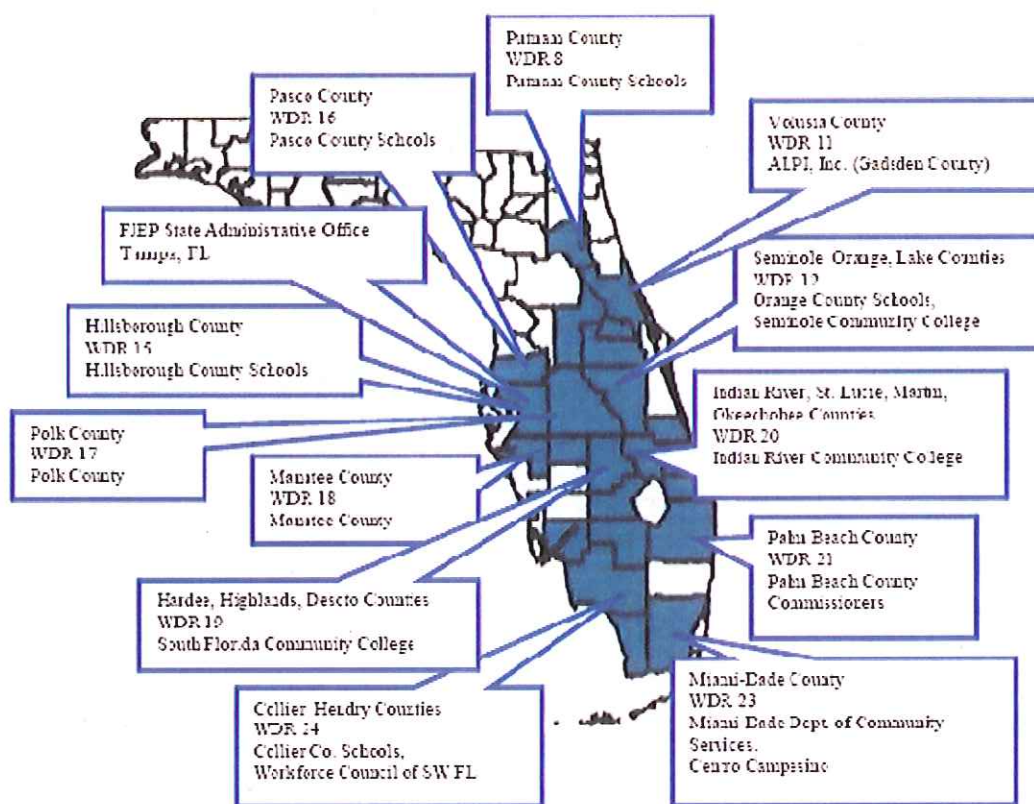 Putnam County
WDR 8
Putnam County Schools
Pasco County
WDR 16
Pasco County Schools
Volusia County
WDR 11
ALPI, Inc. (Gadsden County)
FJEP State Administrative Office
Tampa, FL
Seminole, Orange, Lake Counties
WDR 12
Orange County Schools,
Seminole Community College
Hillsborough County
WDR 15
Hillsborough County Schools
Indian River, St. Lucie, Martin,
Okeechobee Counties
WDR 20
Indian River Community College
Polk County
WDR 17
Polk County
Manatee County
WDR 18
Manatee County
Palm Beach County
WDR 21
Palm Beach County
Commissioners
Hardee, Highlands, Desoto Counties
WDR 19
South Florida Community College
Collier-Hendry Counties
WDR 24
Collier Co. Schools,
Workforce Council of SW FL
Miami-Dade County
WDR 23
Miami Dade Dept. of Community
Services,
Centro Campesino